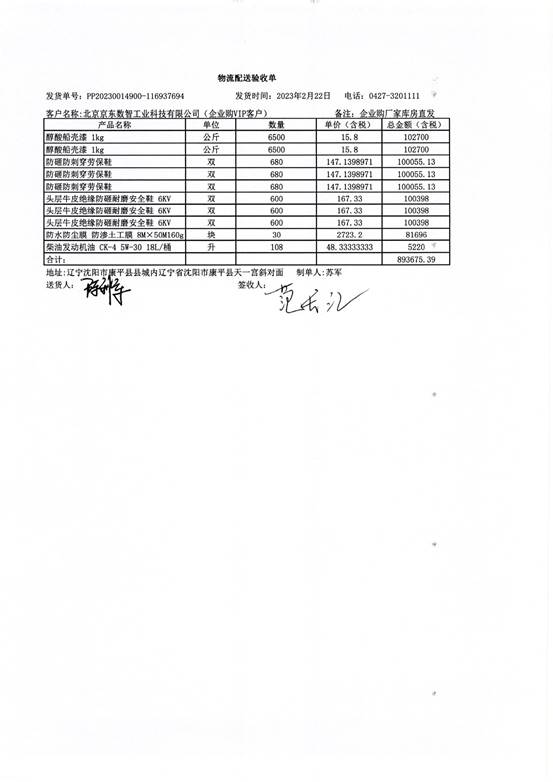 物流配送验收单
发货单号：PP20230014900-116937694 发货时间：2023年2月22日 电话：0427-3201111
客户名称:北京京东数智工业科技有限公司（企业购VIP客户） 备注：企业购厂家库房直发
产品名称 单位 数量 单价（含税） 总金额（含税）
醇酸船壳漆 1kg 公斤 6500 15.8 102700
醇酸船壳漆 1kg 公斤 6500 15.8 102700
防砸防刺穿劳保鞋 双 680 147.1398971 100055.13
防砸防刺穿劳保鞋 双 680 147.1398971 100055.13
防砸防刺穿劳保鞋 双 680 147.1398971 100055.13
头层牛皮绝缘防砸耐磨安全鞋 6KV 双 600 167.33 100398
头层牛皮绝缘防砸耐磨安全鞋 6KV 双 600 167.33 100398
头层牛皮绝缘防砸耐磨安全鞋 6KV 双 600 167.33 100398
防水防尘膜 防渗土工膜 8M×50M160g 块 30 2723.2 81696
柴油发动机油 CK-4 5W-30 18L/桶 升 108 48.33333333 5220
合计： 893675.39
地址:辽宁沈阳市康平县县城内辽宁省沈阳市康平县天一宫斜对面 制单人:苏军
送货人： 签收人：